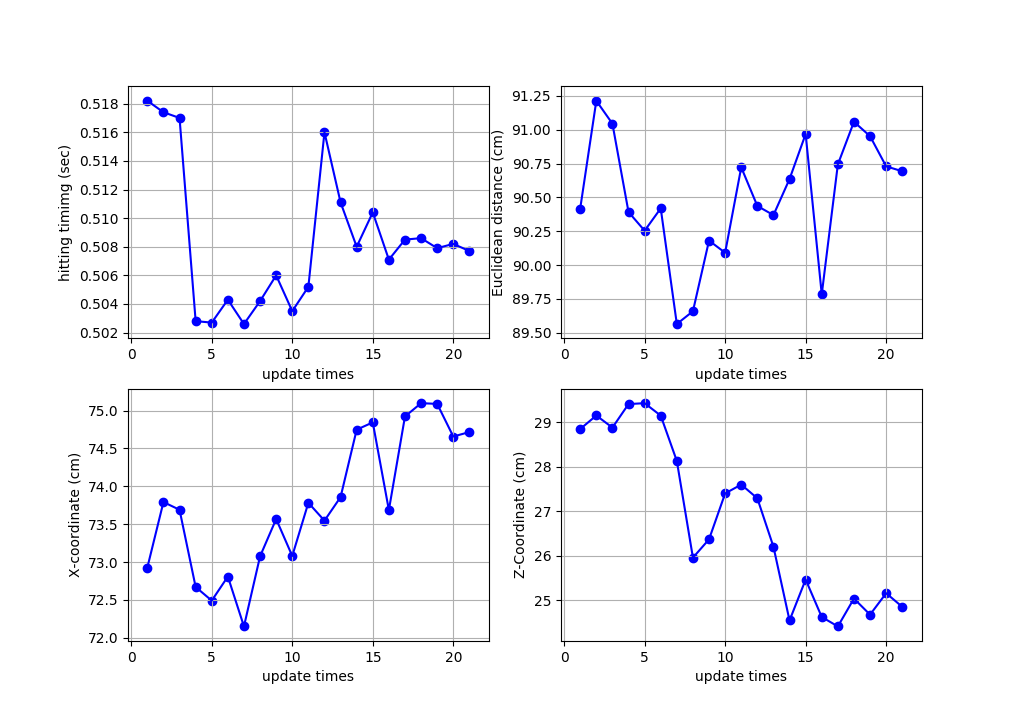 hitting timimg (sec)
0.518
0.516
0.514
0.512
0.510
0.508
0.506
0.504
0.502
0 5 10 15 20
update times
Euclidean distance (cm)
91.25
91.00
90.75
90.50
90.25
90.00
89.75
89.50
0 5 10 15 20
update times
X-coordinate (cm)
75.0
74.5
74.0
73.5
73.0
72.5
72.0
0 5 10 15 20
update times
Z-Coordinate (cm)
29
28
27
26
25
0 5 10 15 20
update times